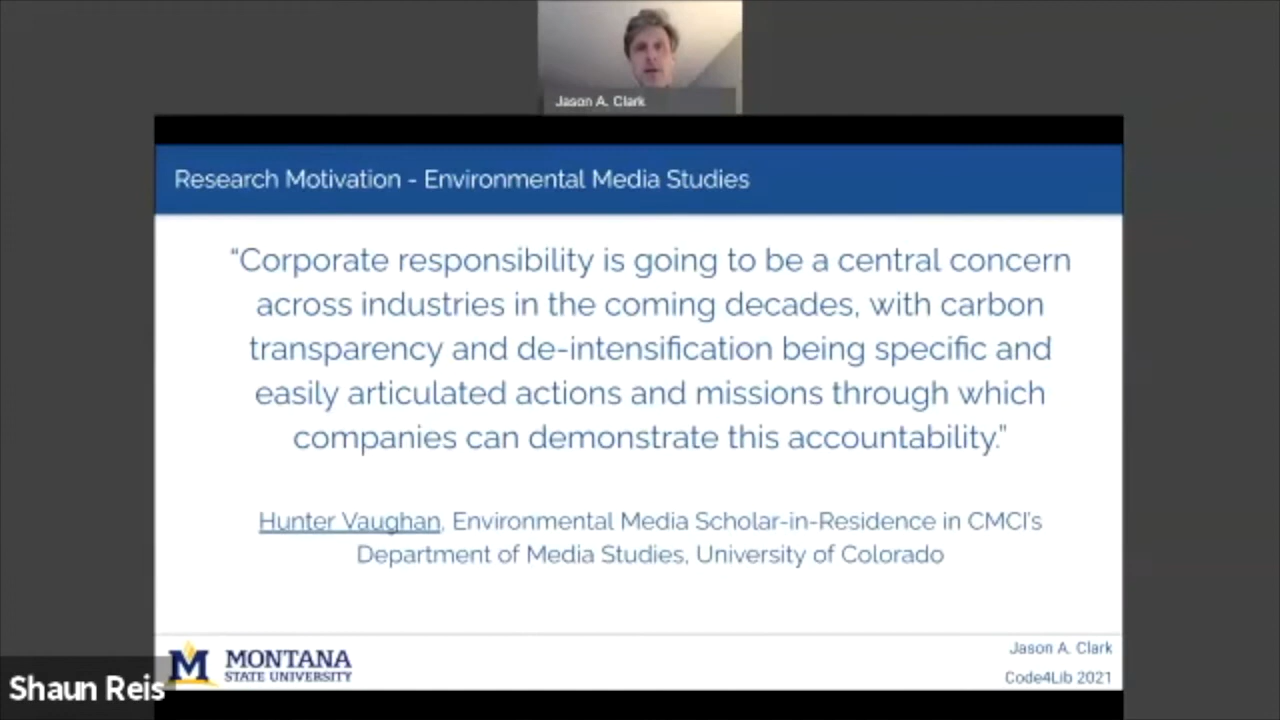 Jason A. Clark
Research Motivation - Environmental Media Studies
“Corporate responsibility is going to be a central concern
across industries in the coming decades, with carbon
transparency and de-intensification being specific and
easily articulated actions and missions through which
companies can demonstrate this accountability.”
Hunter Vaughan, Environmental Media Scholar-in-Residence in CMCI's
Department of Media Studies, University of Colorado
M MONTANA
STATE UNIVERSITY
Jason A. Clark
Code4Lib 2021
Shaun Reis